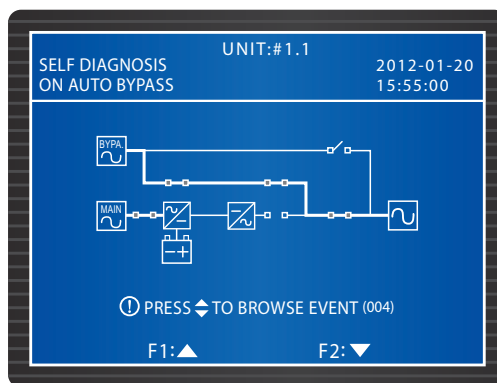 UNIT:#1.1
SELF DIAGNOSIS
2012-01-20
ON AUTO BYPASS
15:55:00
BYPA.
MAIN
PRESS TO BROWSE EVENT (004)
F1: F2: